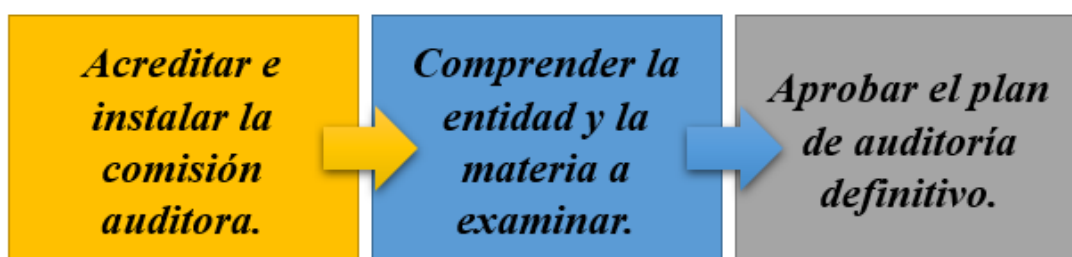 Acreditar e
instalar la
comisión
auditora.
Comprender la
entidad y la
materia a
examinar.
Aprobar el plan
de auditoría
definitivo.